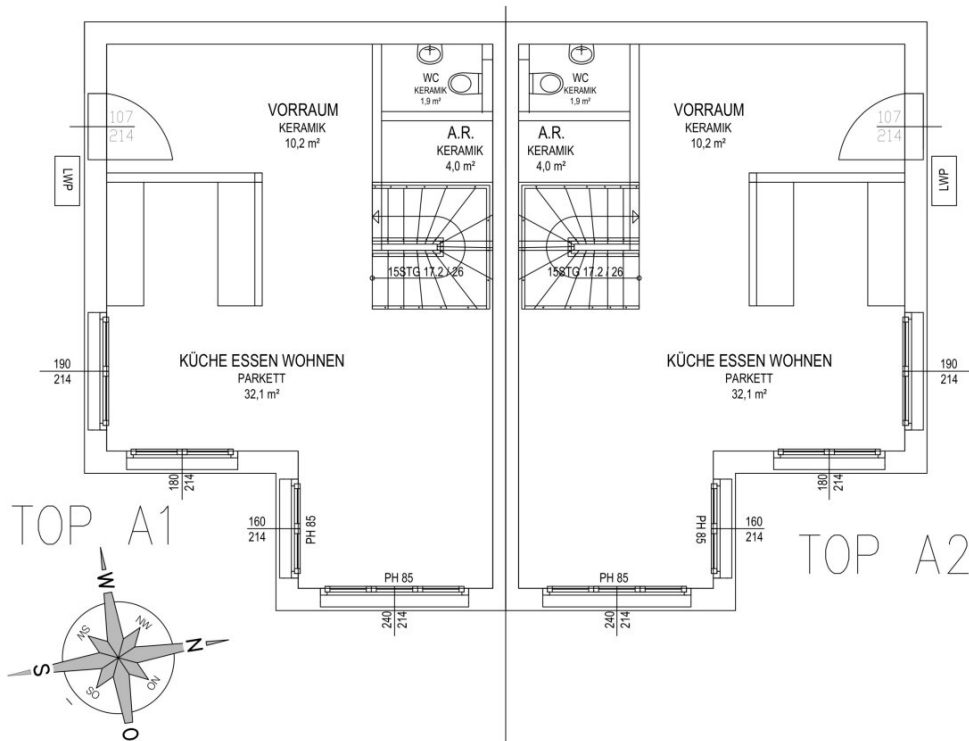 WC
KERAMIK
1,9 m²
WC
KERAMIK
1,9 m²
VORRAUM
KERAMIK
10,2 m²
VORRAUM
KERAMIK
10,2 m²
107
214
107
214
A.R.
KERAMIK
4,0 m²
A.R.
KERAMIK
4,0 m²
LWP
LWP
15STG 17,2 / 26
15STG 17,2 / 26
KÜCHE ESSEN WOHNEN
PARKETT
32,1 m²
KÜCHE ESSEN WOHNEN
PARKETT
32,1 m²
190
214
190
214
180
214
180
214
TOP A1
160
214
PH 85
PH 85
160
214
TOP A2
PH 85
PH 85
240
214
240
214
W
SW
NW
N
S
SO
NO
O